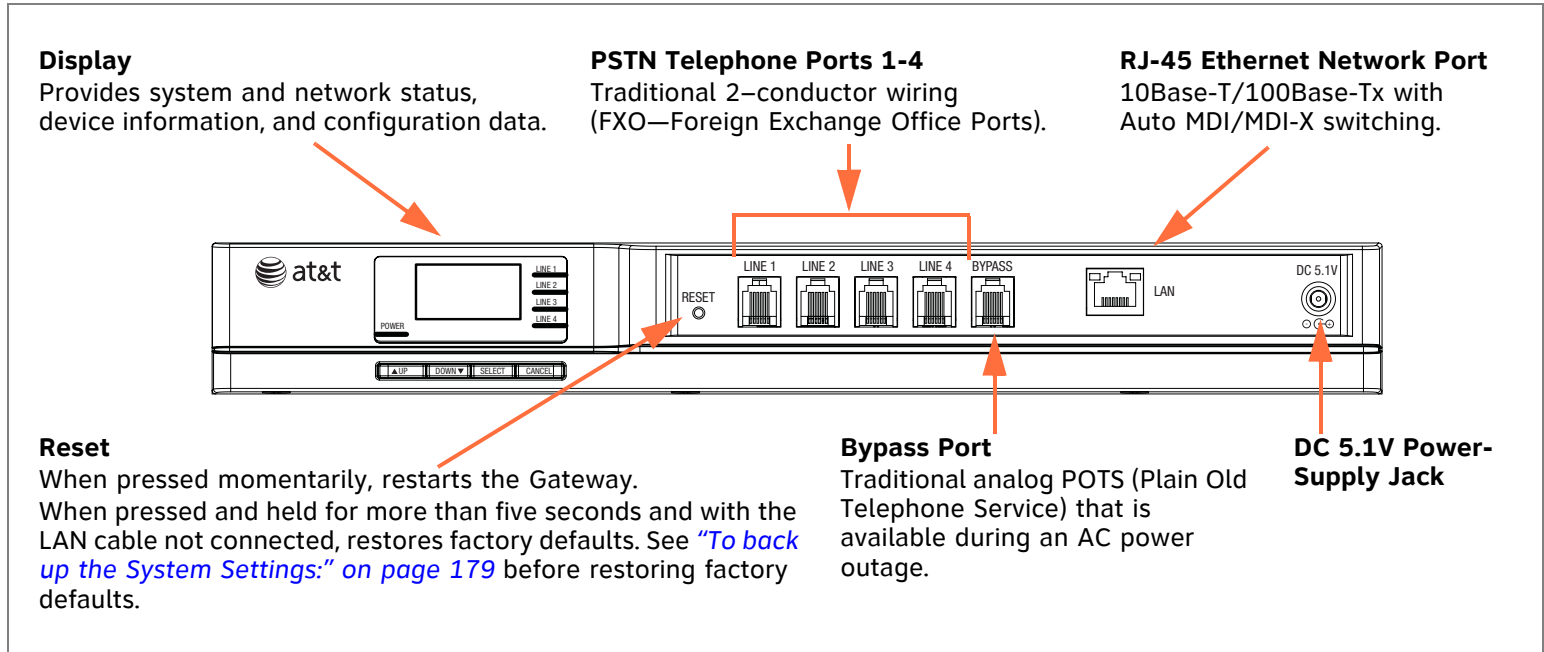 Display
Provides system and network status,
device information, and configuration data.
PSTN Telephone Ports 1-4
Traditional 2–conductor wiring
(FXO—Foreign Exchange Office Ports).
RJ-45 Ethernet Network Port
10Base-T/100Base-Tx with
Auto MDI/MDI-X switching.
at&t
POWER
LINE 1
LINE 2
LINE 3
LINE 4
▲UP DOWN▼ SELECT CANCEL
RESET
LINE 1 LINE 2 LINE 3 LINE 4 BYPASS
LAN
DC 5.1V
Reset
When pressed momentarily, restarts the Gateway.
When pressed and held for more than five seconds and with the
LAN cable not connected, restores factory defaults. See "To back
up the System Settings:" on page 179 before restoring factory
defaults.
Bypass Port
Traditional analog POTS (Plain Old
Telephone Service) that is
available during an AC power
outage.
DC 5.1V Power-
Supply Jack